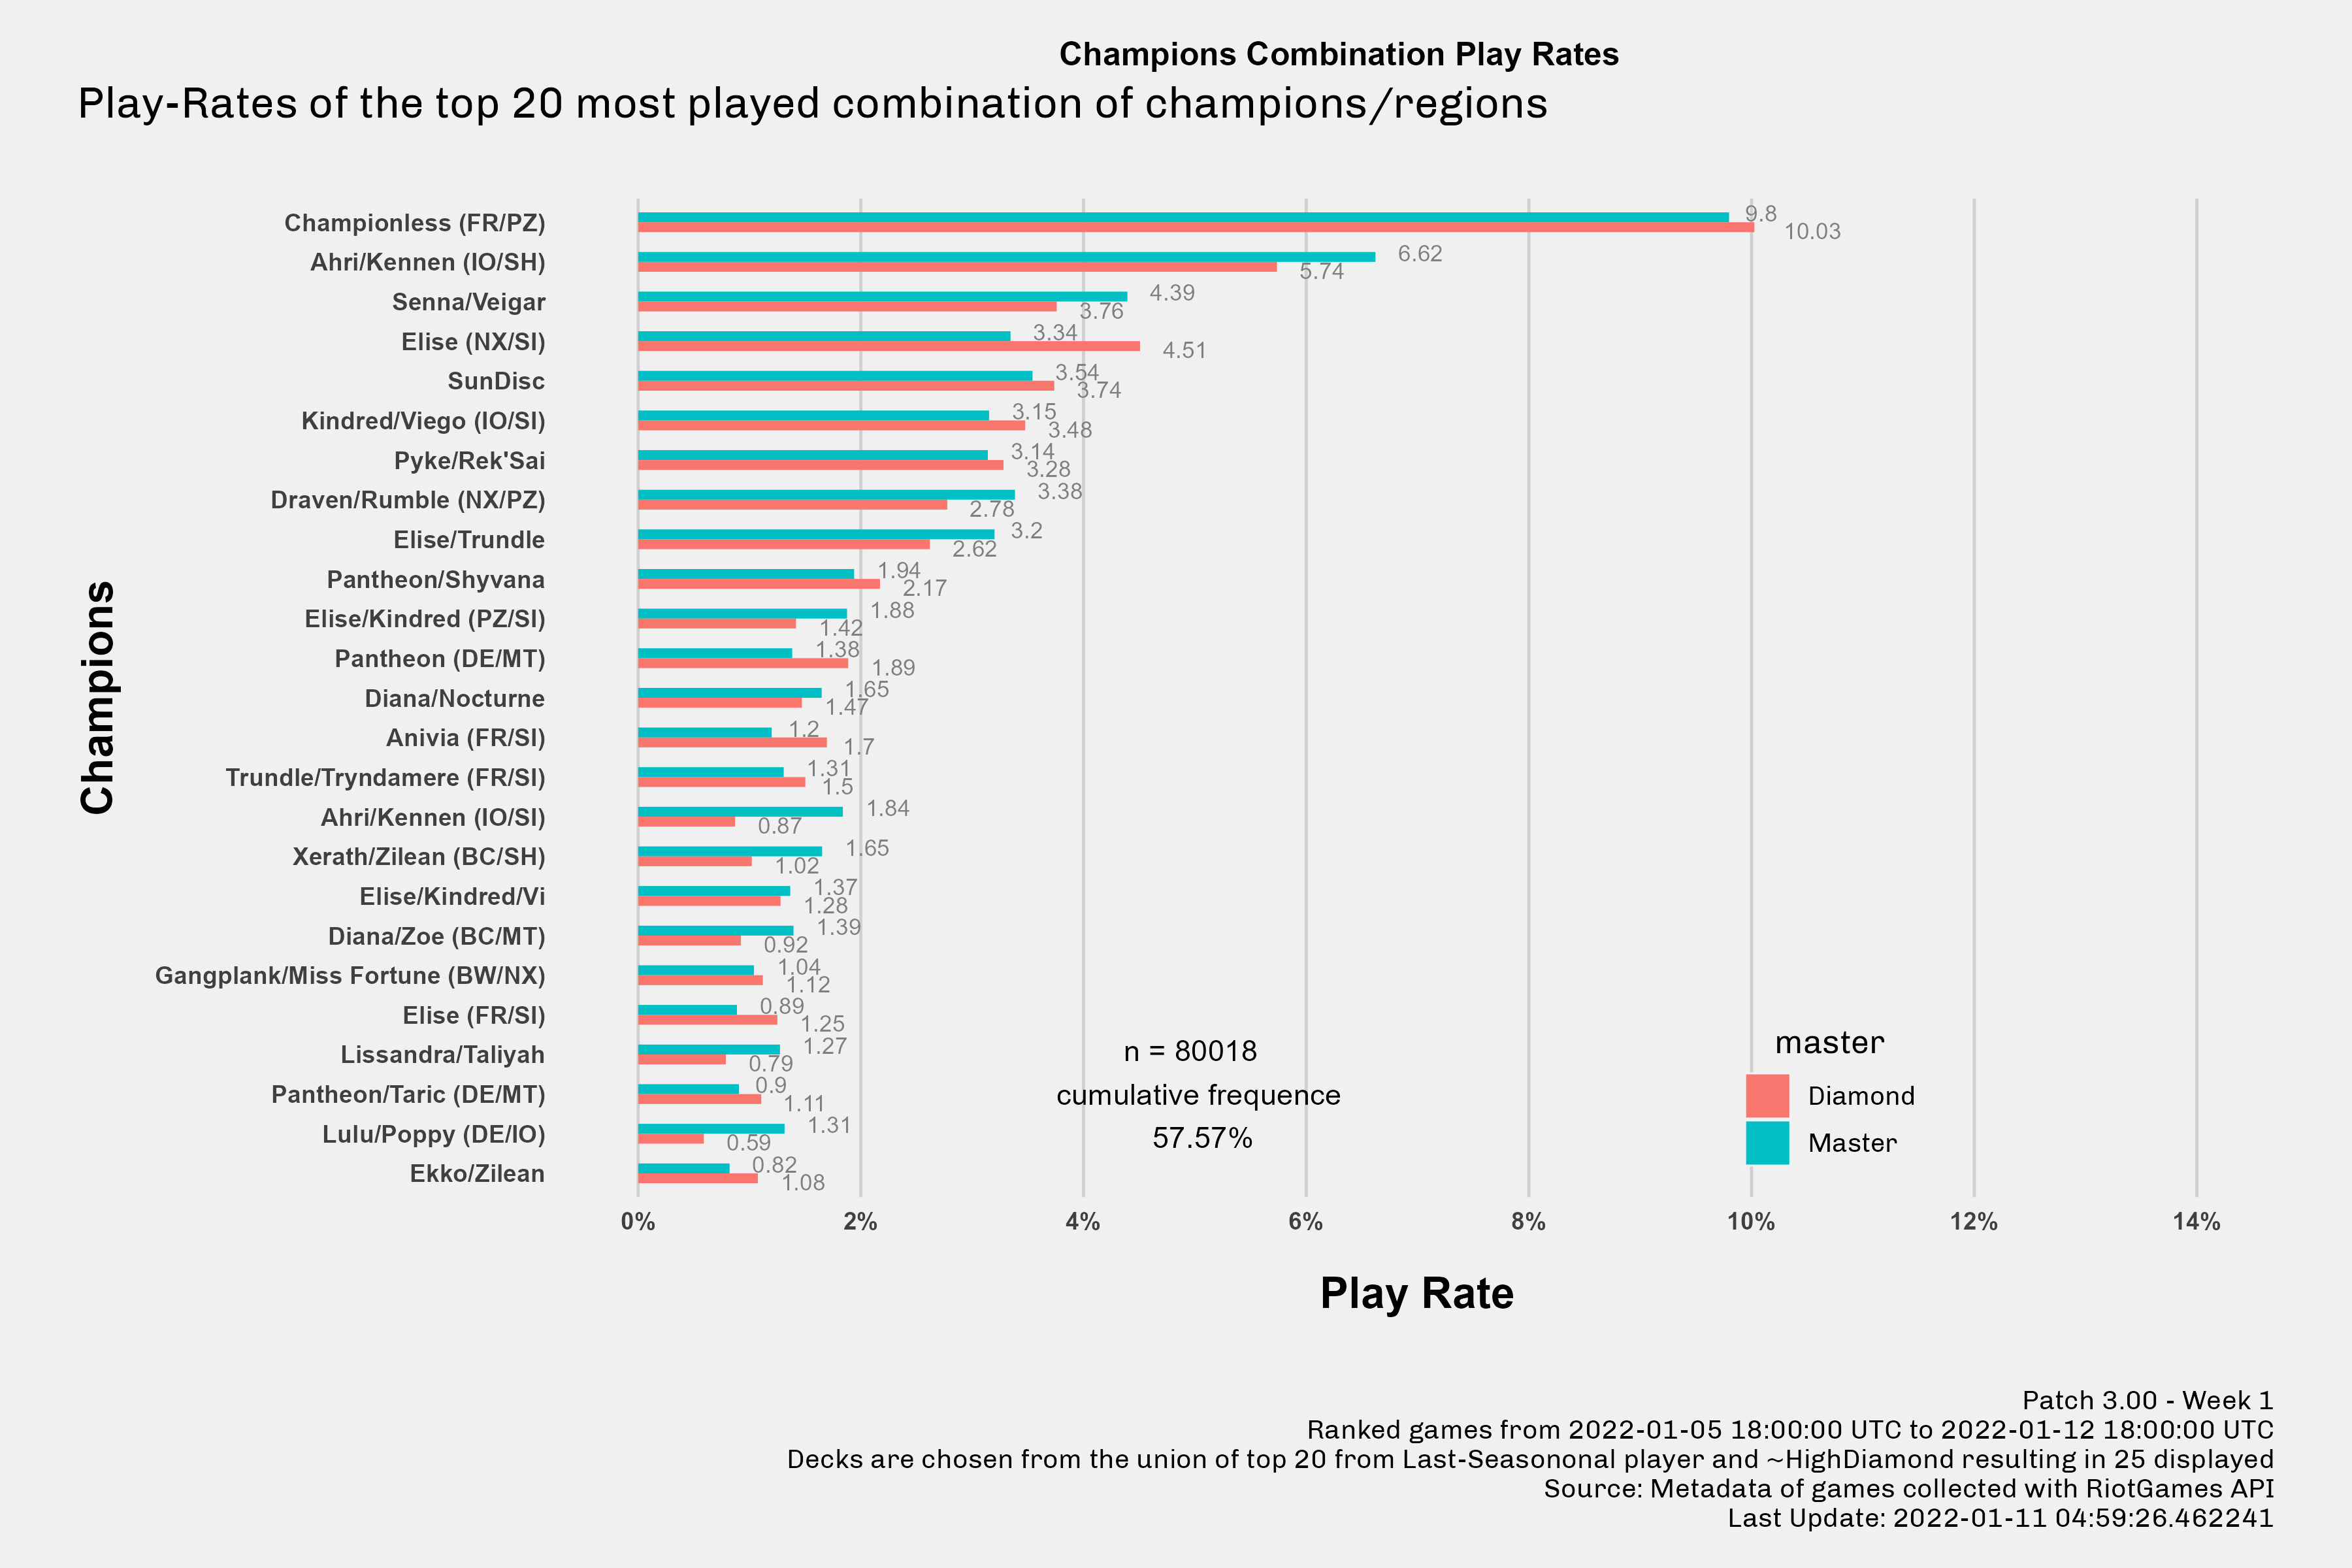 Champions Combination Play Rates
Play-Rates of the top 20 most played combination of champions/regions
Champions
Championless (FR/PZ) 9.8 10.03
Ahri/Kennen (IO/SH) 6.62 5.74
Senna/Veigar 4.39 3.76
Elise (NX/SI) 3.34 4.51
SunDisc 3.54 3.74
Kindred/Viego (IO/SI) 3.15 3.48
Pyke/Rek'Sai 3.14 3.28
Draven/Rumble (NX/PZ) 3.38 2.78
Elise/Trundle 3.2 2.62
Pantheon/Shyvana 1.94 2.17
Elise/Kindred (PZ/SI) 1.88 1.42
Pantheon (DE/MT) 1.38 1.89
Diana/Nocturne 1.65 1.47
Anivia (FR/SI) 1.2 1.7
Trundle/Tryndamere (FR/SI) 1.31 1.5
Ahri/Kennen (IO/SI) 1.84 0.87
Xerath/Zilean (BC/SH) 1.65 1.02
Elise/Kindred/Vi 1.37 1.28
Diana/Zoe (BC/MT) 1.39 0.92
Gangplank/Miss Fortune (BW/NX) 1.04 1.12
Elise (FR/SI) 0.89 1.25
Lissandra/Taliyah 1.27 0.79
Pantheon/Taric (DE/MT) 0.9 1.11
Lulu/Poppy (DE/IO) 1.31 0.59
Ekko/Zilean 0.82 1.08
n = 80018
cumulative frequence
57.57%
master
Diamond
Master
0% 2% 4% 6% 8% 10% 12% 14%
Play Rate
Patch 3.00 - Week 1
Ranked games from 2022-01-05 18:00:00 UTC to 2022-01-12 18:00:00 UTC
Decks are chosen from the union of top 20 from Last-Seasononal player and ~HighDiamond resulting in 25 displayed
Source: Metadata of games collected with RiotGames API
Last Update: 2022-01-11 04:59:26.462241